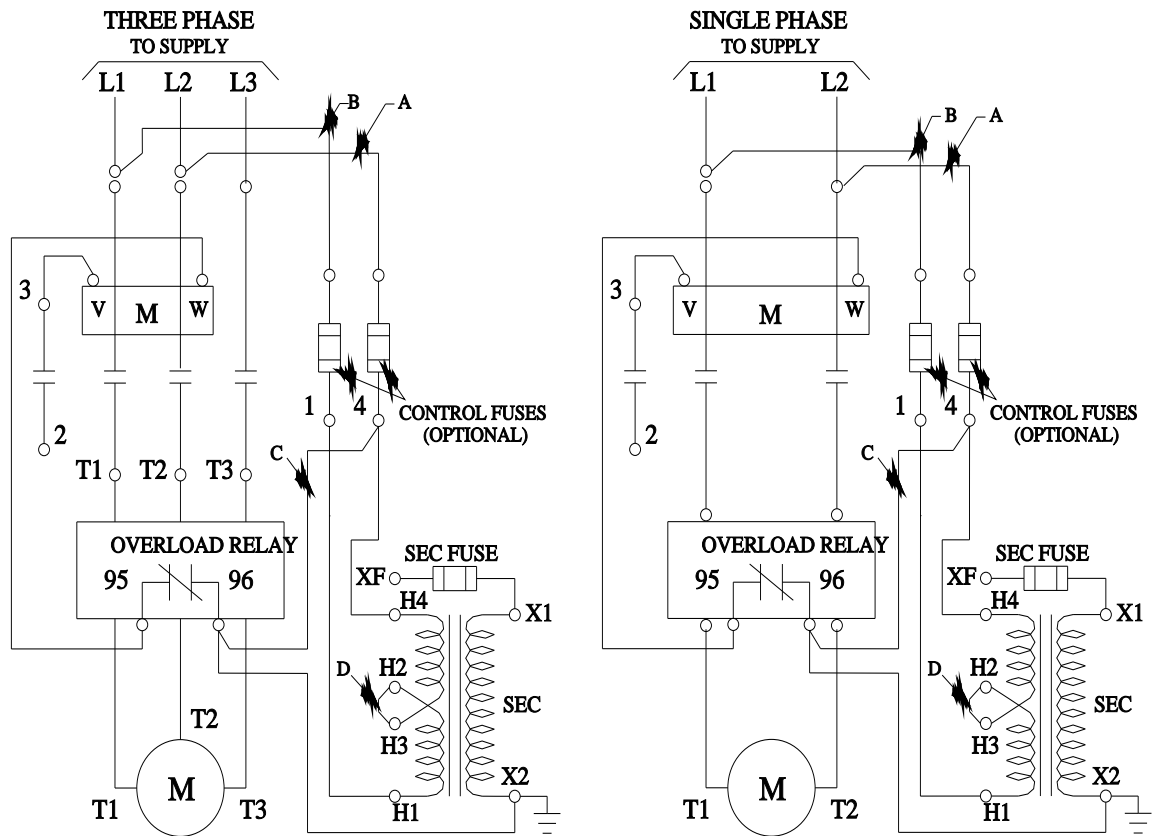 THREE PHASE
TO SUPPLY
L1 L2 L3
B
A
3
V M W
2
1 4
CONTROL FUSES
(OPTIONAL)
C
T1 T2 T3
OVERLOAD RELAY
95 96
SEC FUSE
XF
H4
X1
D
H2
H3
SEC
T2
M
T1 T3
X2
H1
SINGLE PHASE
TO SUPPLY
L1 L2
B
A
3
V M W
2
1 4
CONTROL FUSES
(OPTIONAL)
C
OVERLOAD RELAY
95 96
SEC FUSE
XF
H4
X1
D
H2
H3
SEC
M
T1 T2
X2
H1